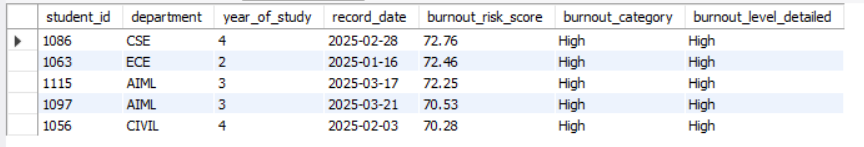 student_id department year_of_study record_date burnout_risk_score burnout_category burnout_level_detailed
1086 CSE 4 2025-02-28 72.76 High High
1063 ECE 2 2025-01-16 72.46 High High
1115 AIML 3 2025-03-17 72.25 High High
1097 AIML 3 2025-03-21 70.53 High High
1056 CIVIL 4 2025-02-03 70.28 High High